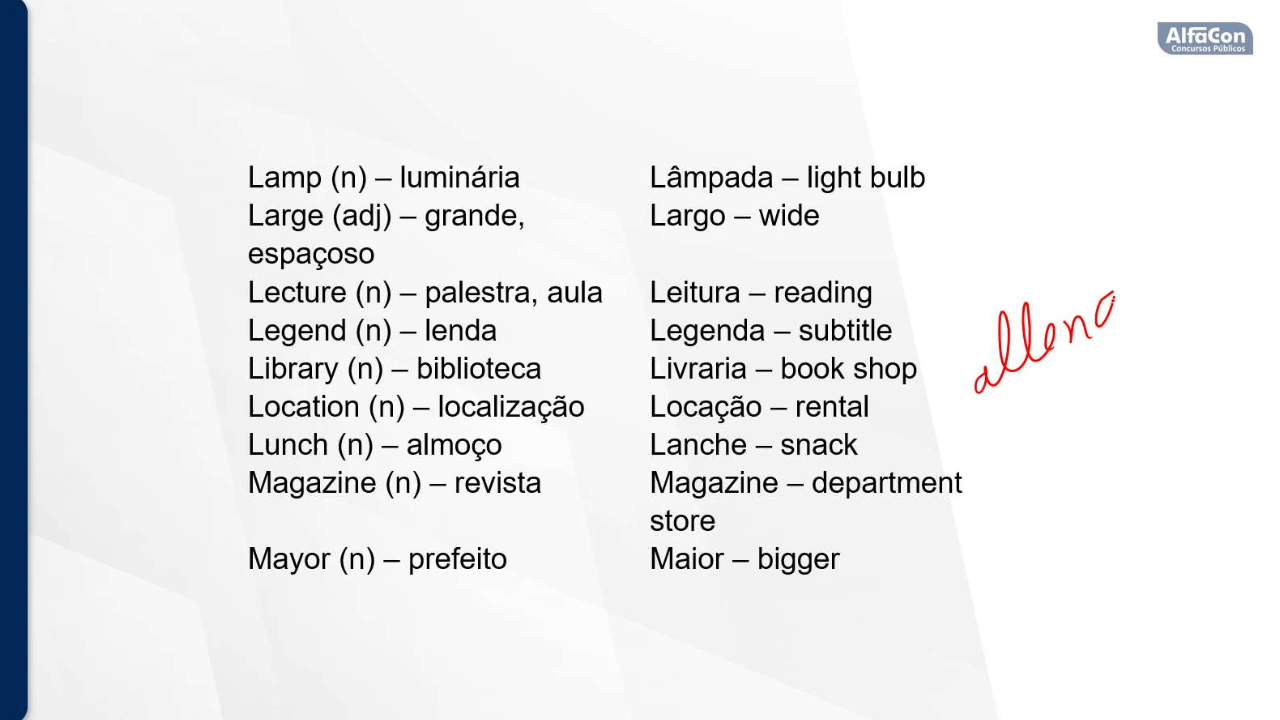 AlfaCon
Concursos Públicos
Lamp (n) – luminária
Large (adj) – grande,
espaçoso
Lecture (n) – palestra, aula
Legend (n) – lenda
Library (n) – biblioteca
Location (n) – localização
Lunch (n) – almoço
Magazine (n) – revista
Mayor (n) – prefeito
Lâmpada – light bulb
Largo – wide
Leitura – reading
Legenda – subtitle
Livraria – book shop
Locação – rental
Lanche – snack
Magazine – department
store
Maior – bigger